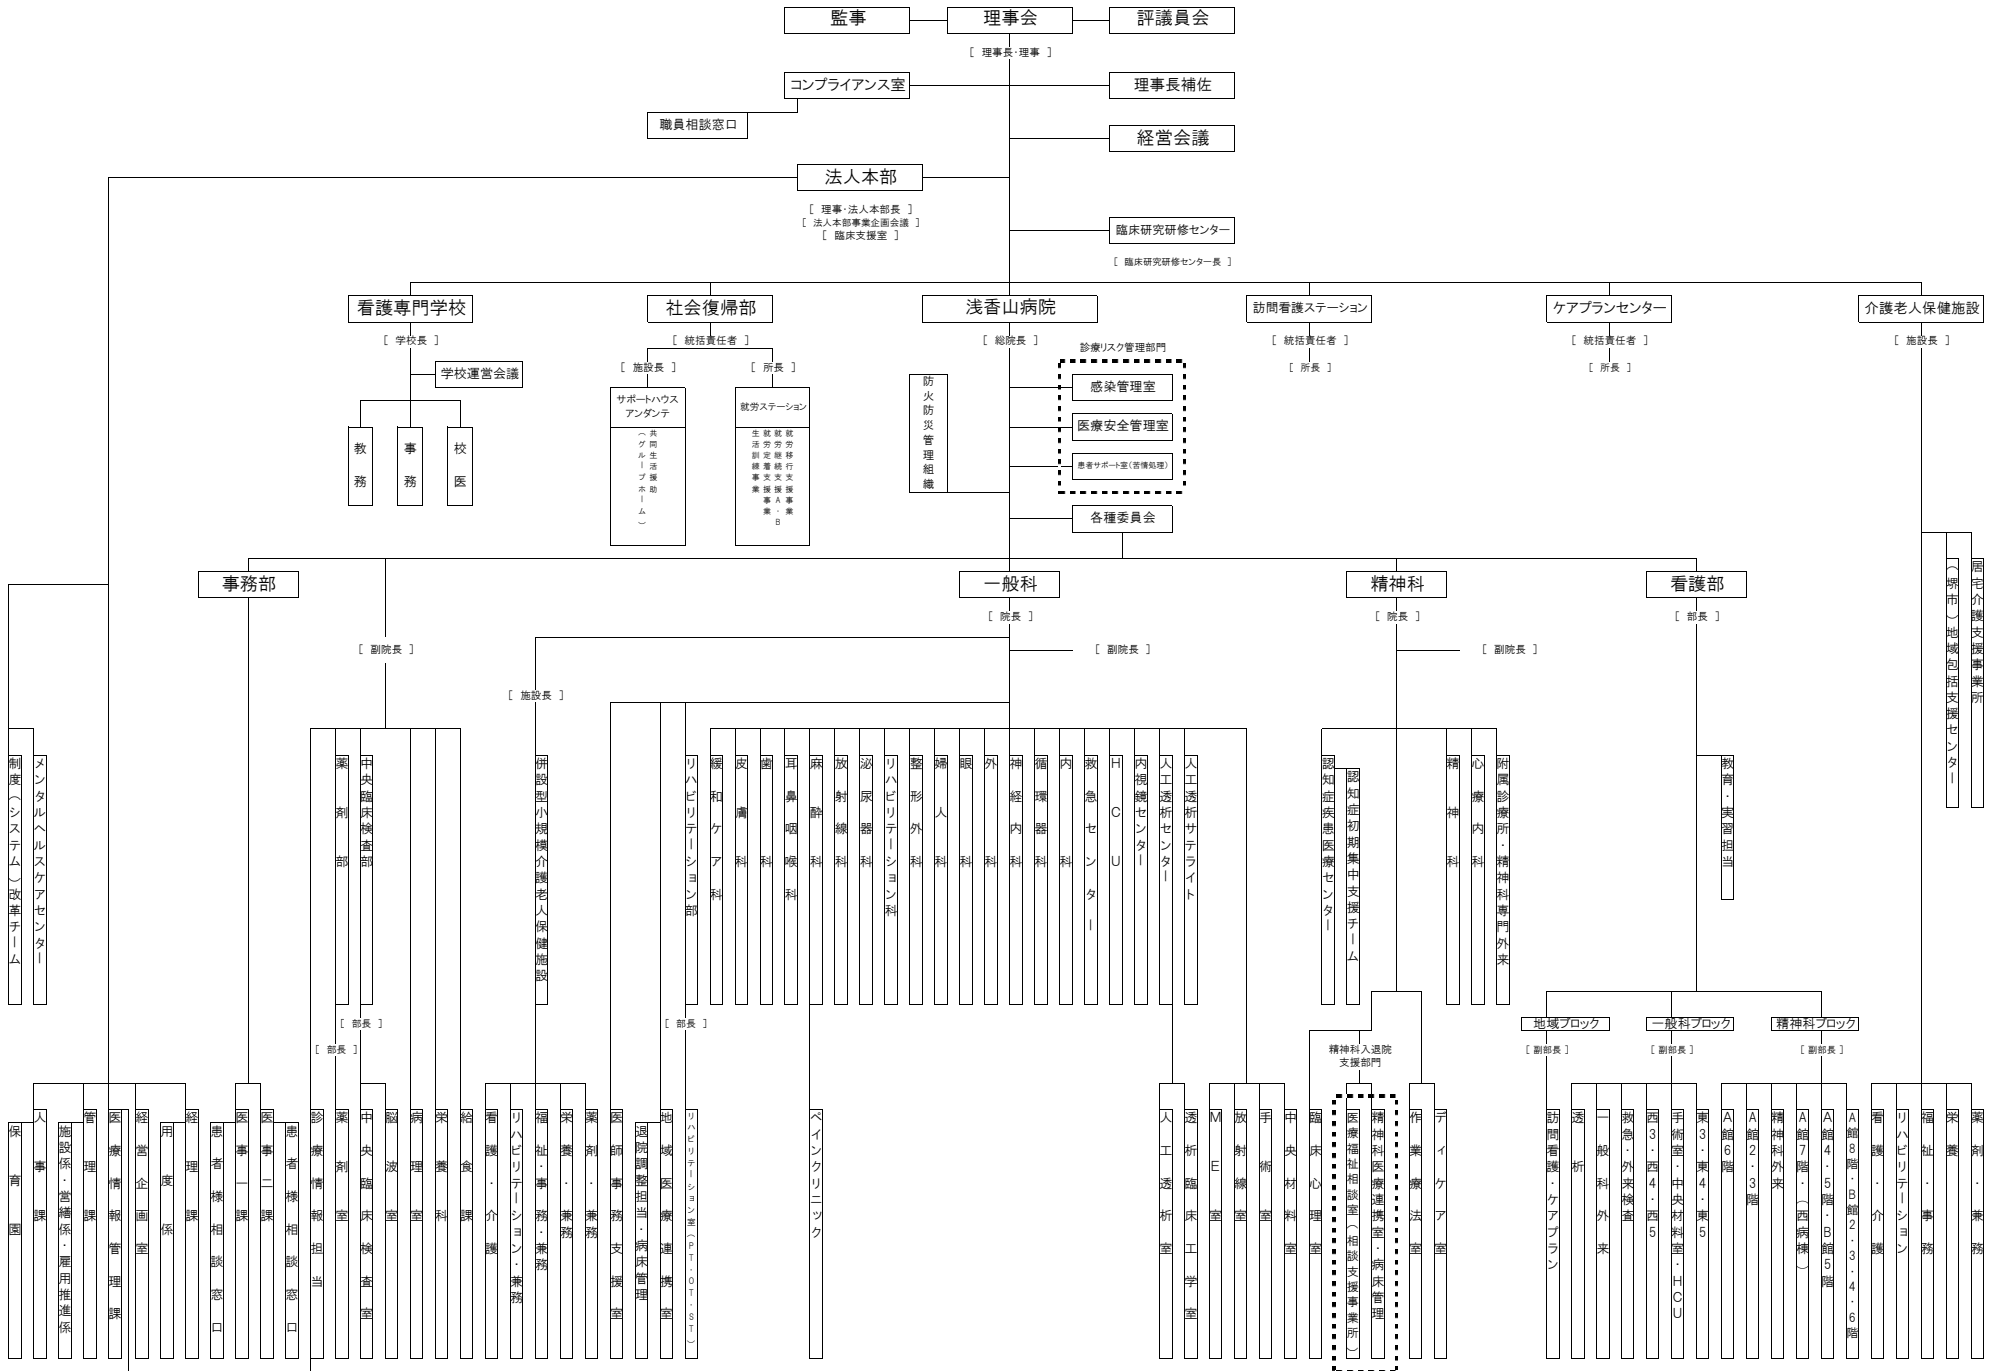 監事
理事会
評議員会
[ 理事長・理事 ]
コンプライアンス室
理事長補佐
職員相談窓口
経営会議
法人本部
[ 理事・法人本部長 ]
[ 法人本部事業企画会議 ]
[ 臨床支援室 ]
臨床研究研修センター
[ 臨床研究研修センター長 ]
看護専門学校
社会復帰部
浅香山病院
訪問看護ステーション
ケアプランセンター
介護老人保健施設
[ 学校長 ]
[ 統括責任者 ]
[ 総院長 ]
[ 統括責任者 ]
[ 統括責任者 ]
[ 施設長 ]
診療リスク管理部門
学校運営会議
[ 施設長 ]
[ 所長 ]
[ 所長 ]
[ 所長 ]
防火防災管理組織
感染管理室
医療安全管理室
患者サポート室(苦情処理)
各種委員会
サポートハウス
アンダンテ
就労ステーション
共同生活援助
(グループホーム)
就労移行支援事業
就労継続支援A・B
就労定着支援事業
生活訓練事業
教務
事務
校医
事務部
一般科
精神科
看護部
[ 院長 ]
[ 院長 ]
[ 部長 ]
[ 副院長 ]
[ 副院長 ]
[ 副院長 ]
[ 施設長 ]
(堺市)地域包括支援センター
居宅介護支援事業所
制度(システム)改革チーム
メンタルヘルスケアセンター
薬剤部
中央臨床検査部
併設型小規模介護老人保健施設
リハビリテーション部
緩和ケア科
皮膚科
歯科
耳鼻咽喉科
麻酔科
放射線科
泌尿器科
リハビリテーション科
整形外科
婦人科
眼科
外科
神経内科
循環器科
内科
救急センター
HCU
内視鏡センター
人工透析センター
人工透析サテライト
認知症疾患医療センター
認知症初期集中支援チーム
精神科
心療内科
附属診療所・精神科専門外来
教育・実習担当
[ 部長 ]
[ 部長 ]
[ 部長 ]
地域ブロック
一般科ブロック
精神科ブロック
[ 副部長 ]
[ 副部長 ]
[ 副部長 ]
精神科入退院
支援部門
保育園
人事課
施設係・営繕係・雇用推進係
管理課
医療情報管理課
経営企画室
用度係
経理課
患者様相談窓口
医事一課
医事二課
患者様相談窓口
診療情報担当
薬剤室
中央臨床検査室
脳波室
病理室
栄養科
給食課
看護・介護
リハビリテーション・兼務
福祉・事務・兼務
栄養・兼務
薬剤・兼務
医師事務支援室
退院調整担当・病床管理
地域医療連携室
リハビリテーション室(PT・OT・ST)
ペインクリニック
人工透析室
透析臨床工学室
ME室
放射線室
手術室
中央材料室
臨床心理室
医療福祉相談室(相談支援事業所)
精神科医療連携室・病床管理
作業療法室
デイケア室
訪問看護・ケアプラン
透析
一般科外来
救急・外来検査
西3・西4・西5
手術室・中央材料室・HCU
東3・東4・東5
A館6階
A館2・3階
精神科外来
A館7階・(西病棟)
A館4・5階・B館5階
A館8階・B館2・3・4・6階
看護・介護
リハビリテーション
福祉・事務
栄養
薬剤・兼務